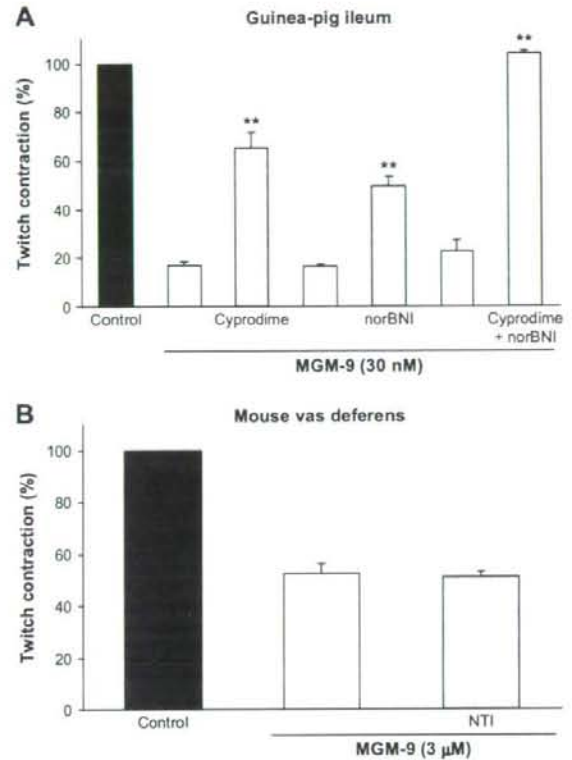 A
Guinea-pig ileum
Twitch contraction (%)
100
80
60
40
20
0
**
**
**
Control
Cyprodime
norBNI
Cyprodime
+ norBNI
MGM-9 (30 nM)
B
Mouse vas deferens
Twitch contraction (%)
100
80
60
40
20
0
Control
NTI
MGM-9 (3 μM)